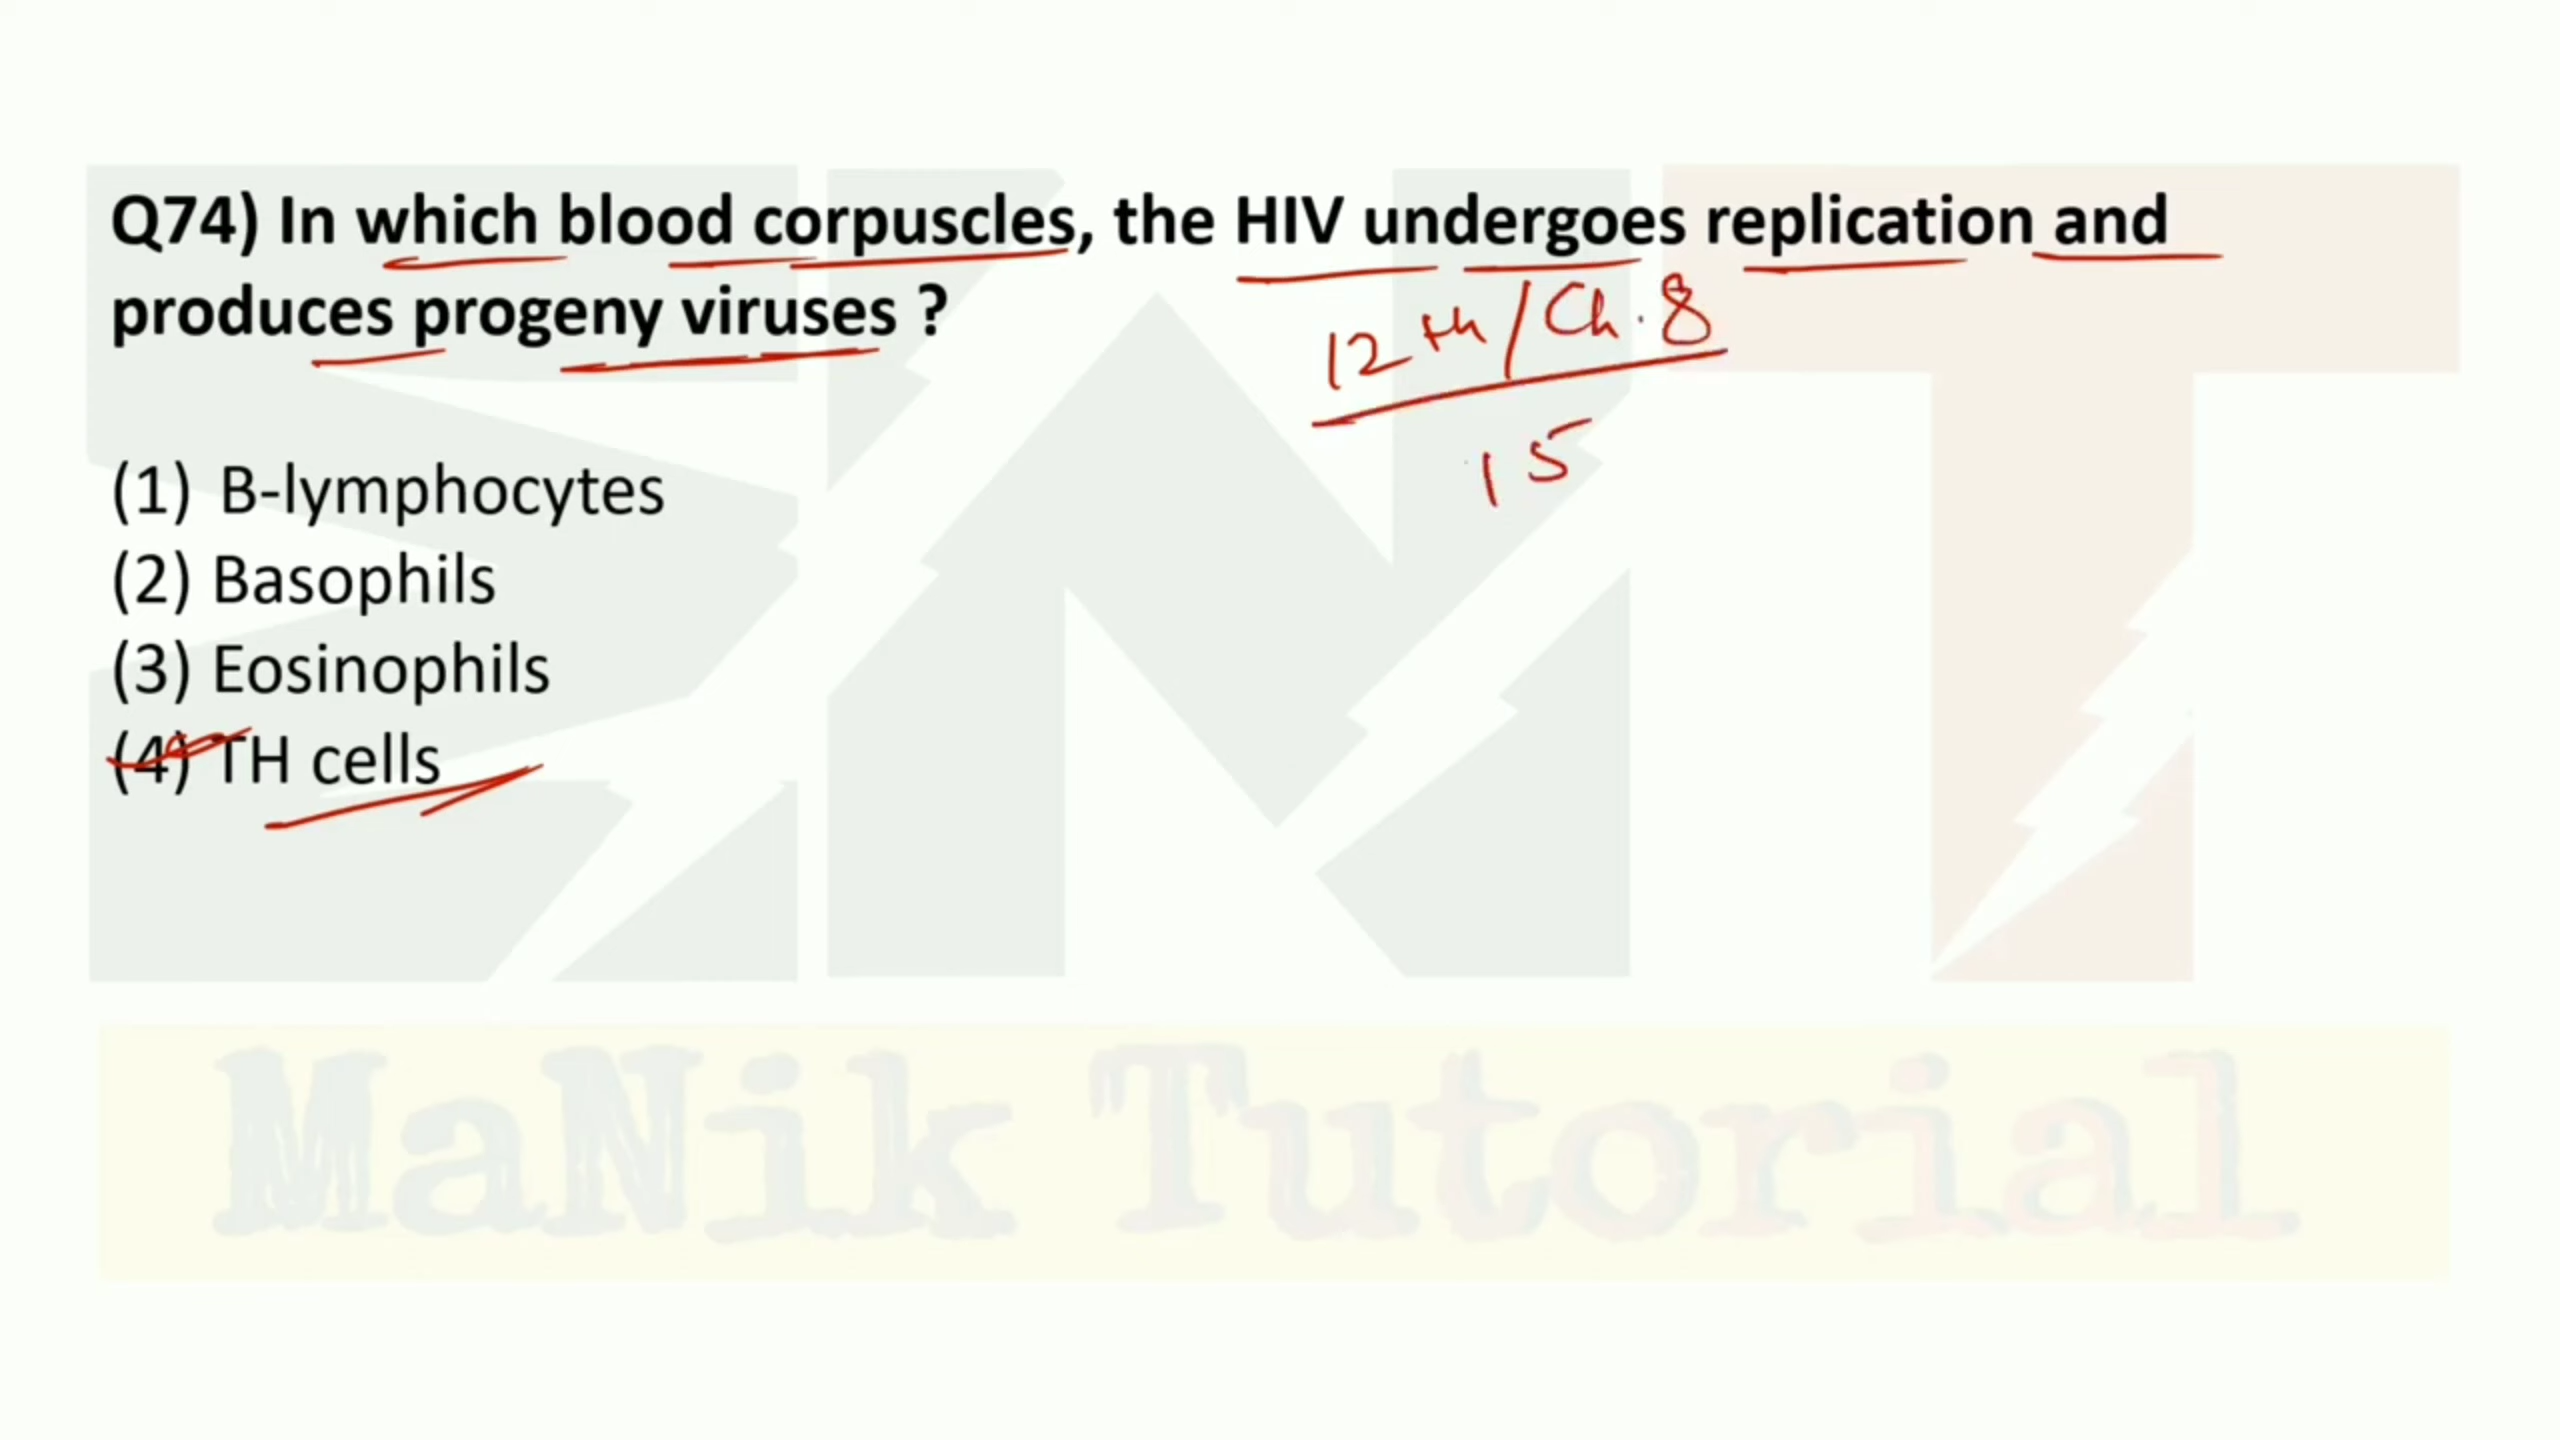 Q74) In which blood corpuscles, the HIV undergoes replication and
produces progeny viruses ?
12th/Ch.8
15
(1) B-lymphocytes
(2) Basophils
(3) Eosinophils
(4) TH cells
MT
MaNik Tutorial